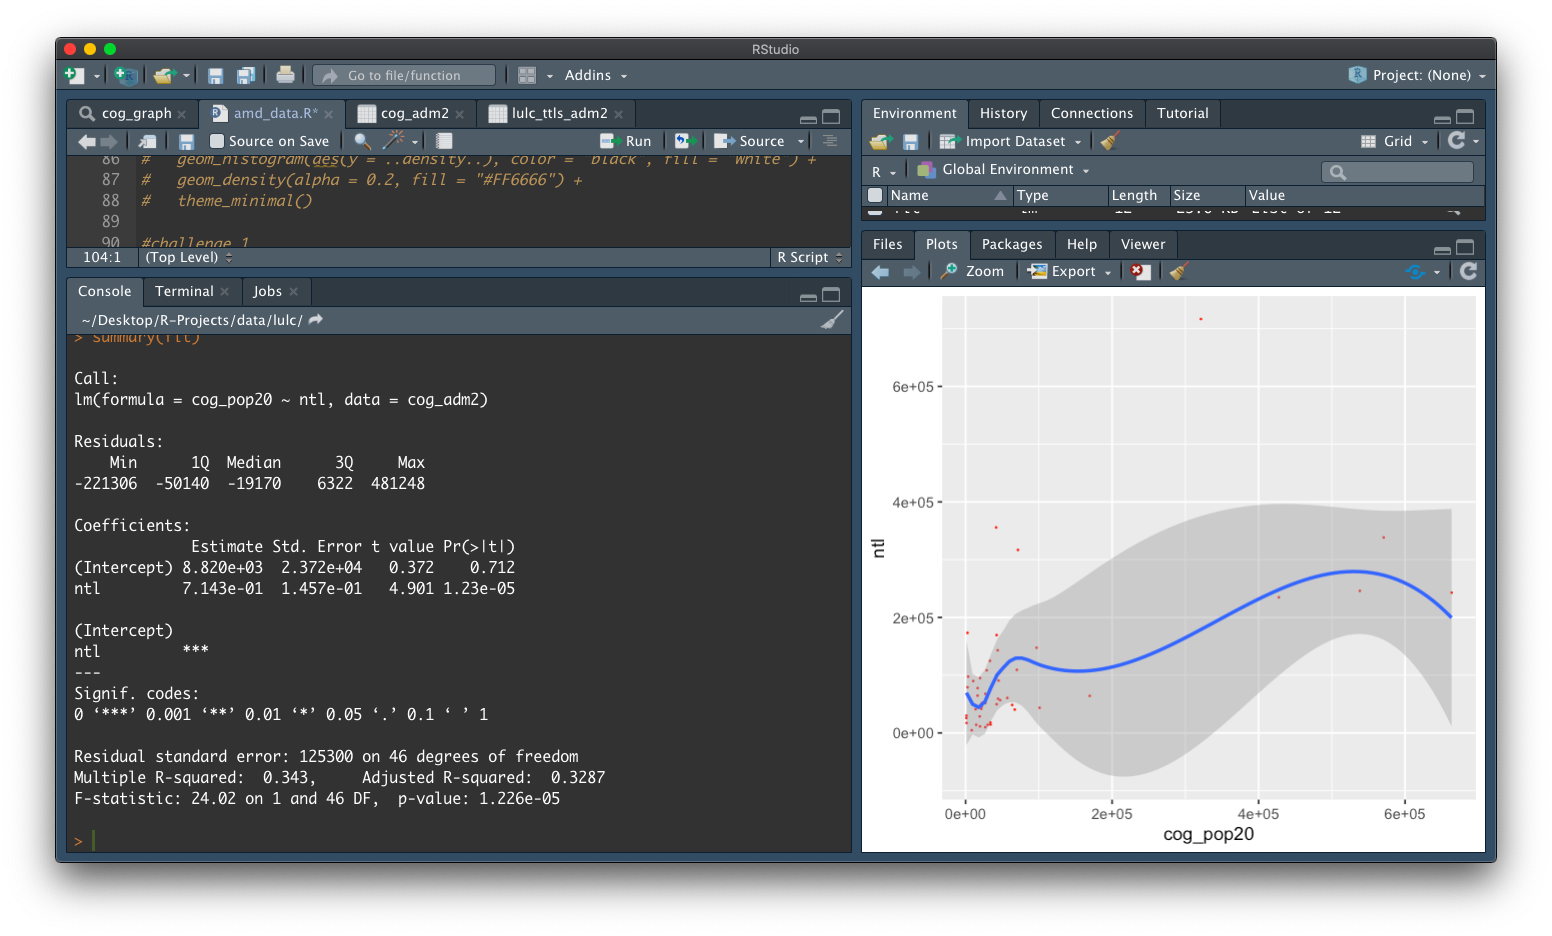 RStudio
Go to file/function
Addins
Project: (None)
cog_graph
amd_data.R*
cog_adm2
lulc_ttls_adm2
Source on Save
Run
Source
86 # geom_histogram(aes(y = ..density..), color = "black", fill = "white") +
87 # geom_density(alpha = 0.2, fill = "#FF6666") +
88 # theme_minimal()
89
90 #challenge 1
104:1 (Top Level) R Script
Console Terminal Jobs
~/Desktop/R-Projects/data/lulc/
> summary(fit)
Call:
lm(formula = cog_pop20 ~ ntl, data = cog_adm2)
Residuals:
Min 1Q Median 3Q Max
-221306 -50140 -19170 6322 481248
Coefficients:
Estimate Std. Error t value Pr(>|t|)
(Intercept) 8.820e+03 2.372e+04 0.372 0.712
ntl 7.143e-01 1.457e-01 4.901 1.23e-05
(Intercept)
ntl ***
---
Signif. codes:
0 ‘***’ 0.001 ‘**’ 0.01 ‘*’ 0.05 ‘.’ 0.1 ‘ ’ 1
Residual standard error: 125300 on 46 degrees of freedom
Multiple R-squared: 0.343, Adjusted R-squared: 0.3287
F-statistic: 24.02 on 1 and 46 DF, p-value: 1.226e-05
>
Environment History Connections Tutorial
Import Dataset
Grid
R Global Environment
Name Type Length Size Value
Files Plots Packages Help Viewer
Zoom Export
6e+05
4e+05
2e+05
0e+00
ntl
0e+00 2e+05 4e+05 6e+05
cog_pop20